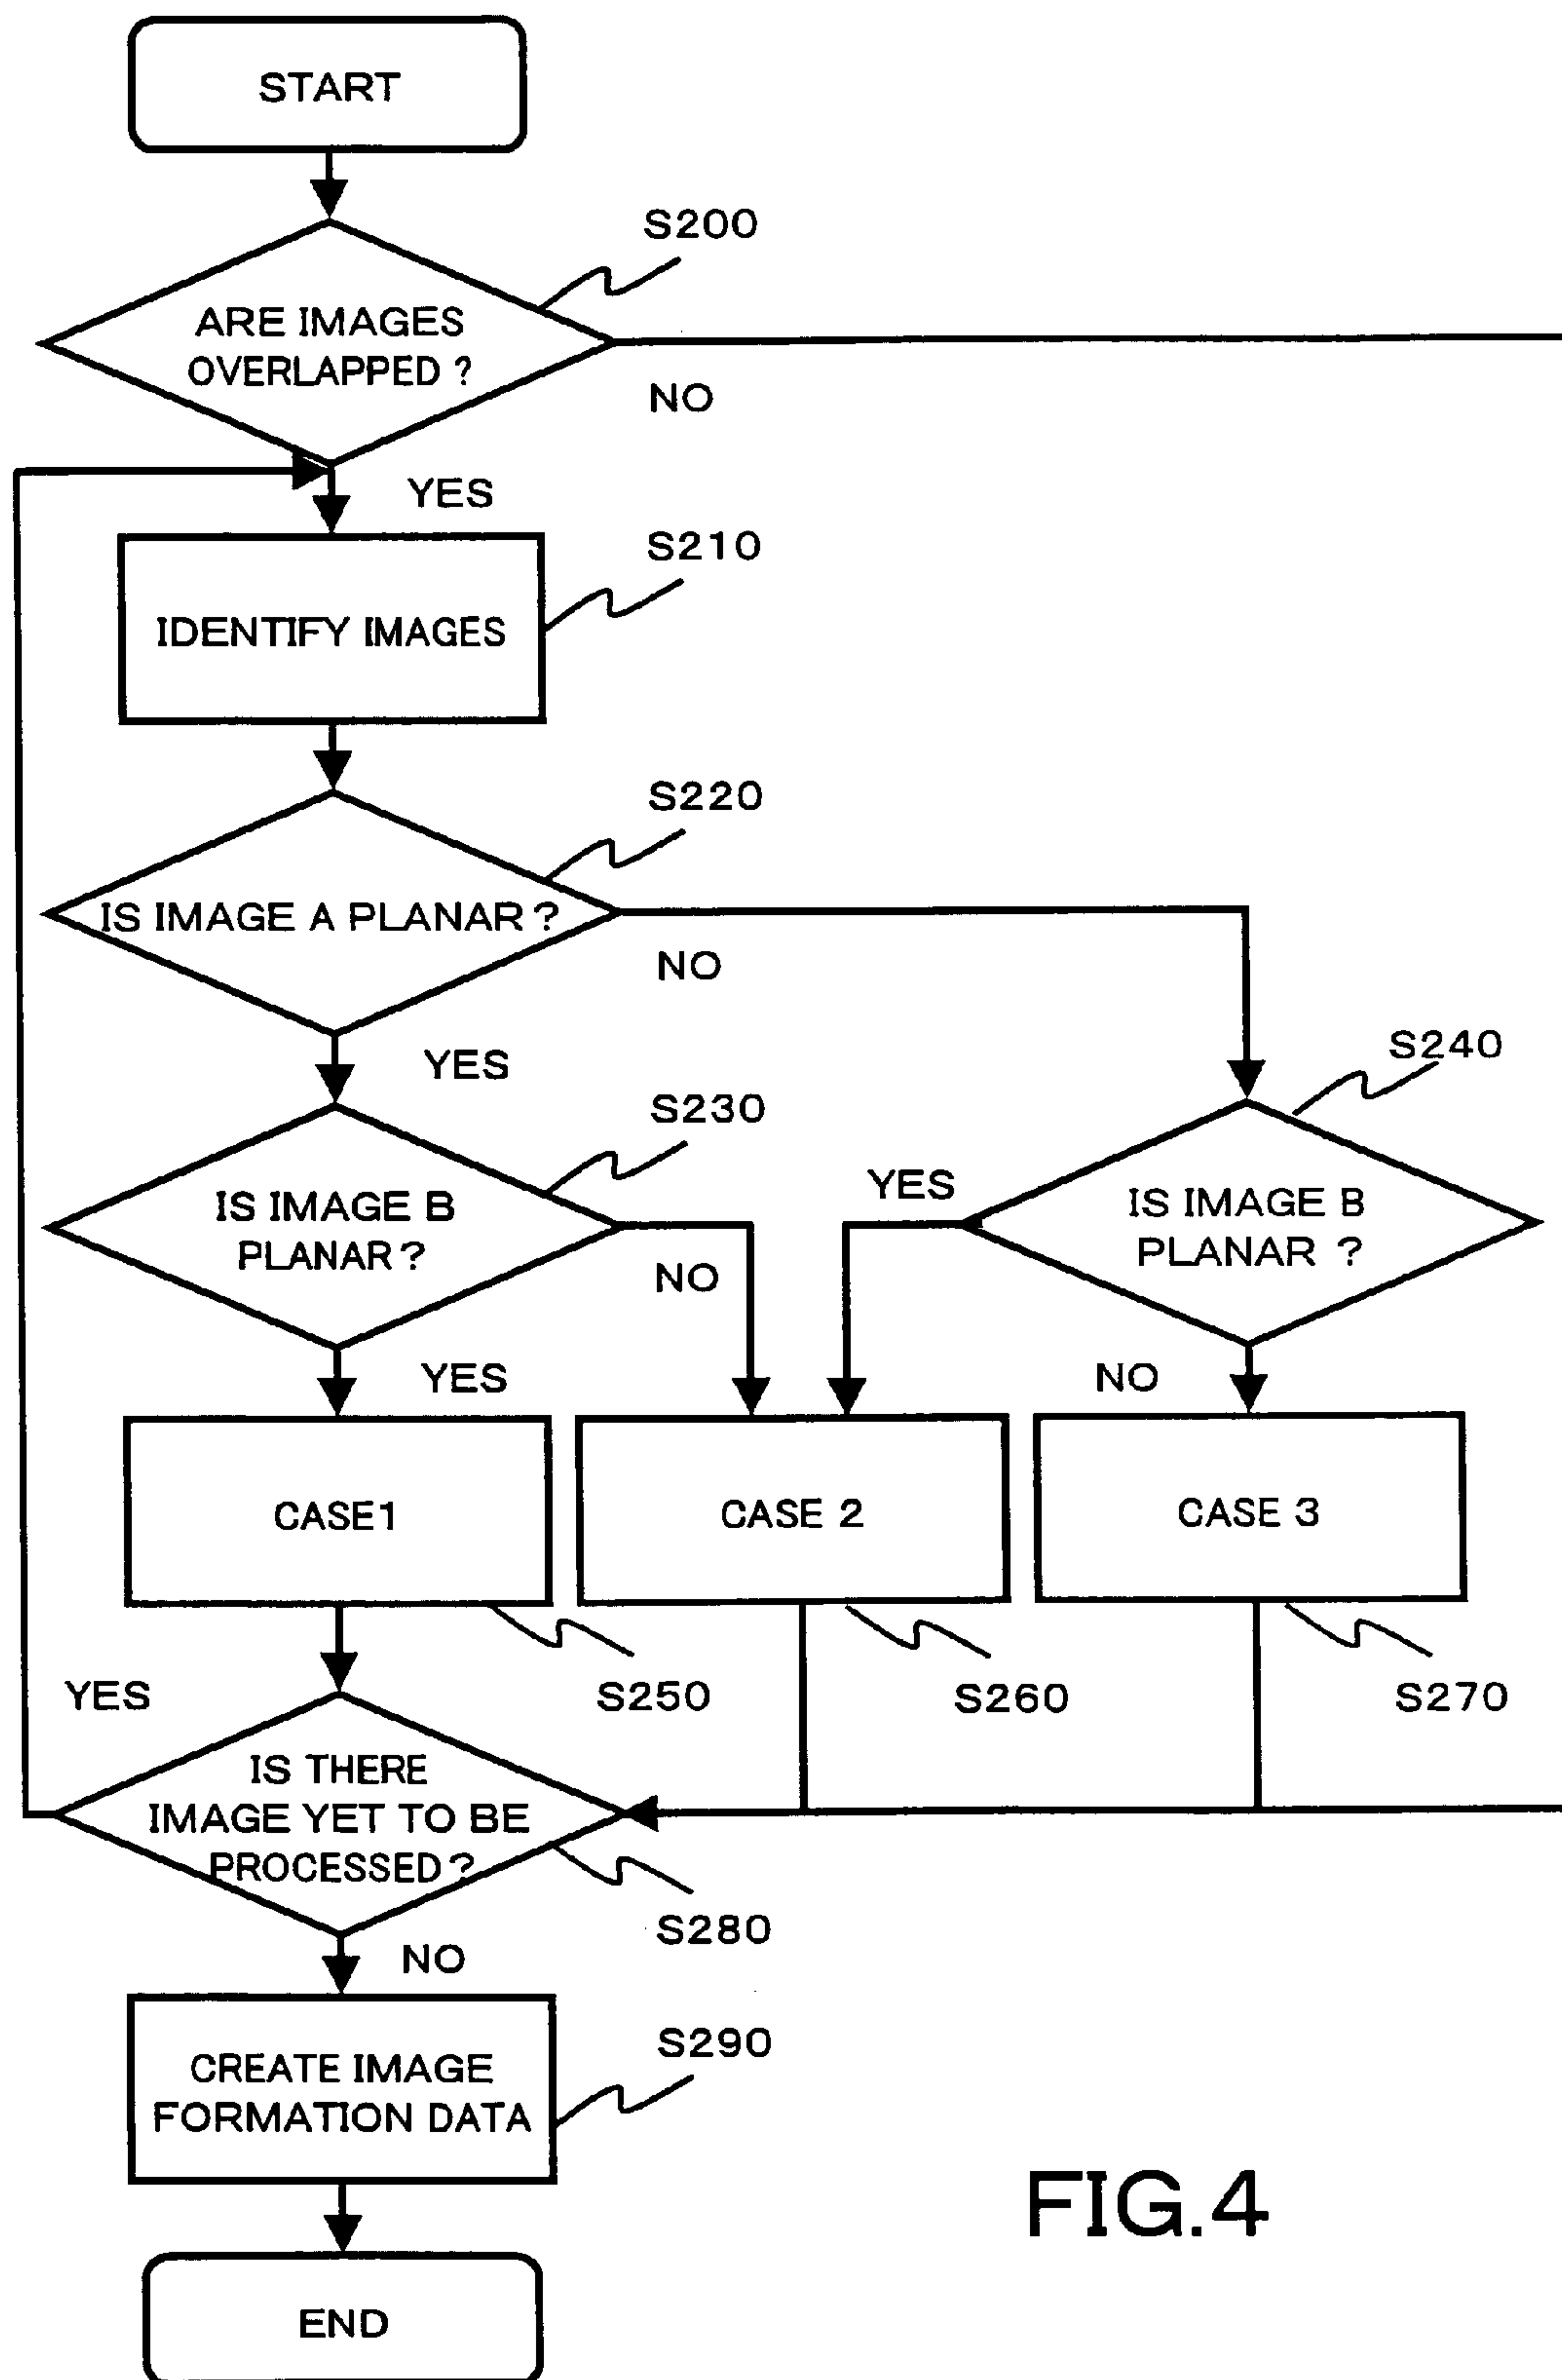 START
S200
ARE IMAGES
OVERLAPPED ?
NO
YES
S210
IDENTIFY IMAGES
S220
IS IMAGE A PLANAR ?
NO
YES
S240
S230
YES
IS IMAGE B
PLANAR ?
IS IMAGE B
PLANAR ?
NO
YES
NO
CASE1
CASE 2
CASE 3
YES
S250
S260
S270
IS THERE
IMAGE YET TO BE
PROCESSED ?
S280
NO
S290
CREATE IMAGE
FORMATION DATA
FIG.4
END